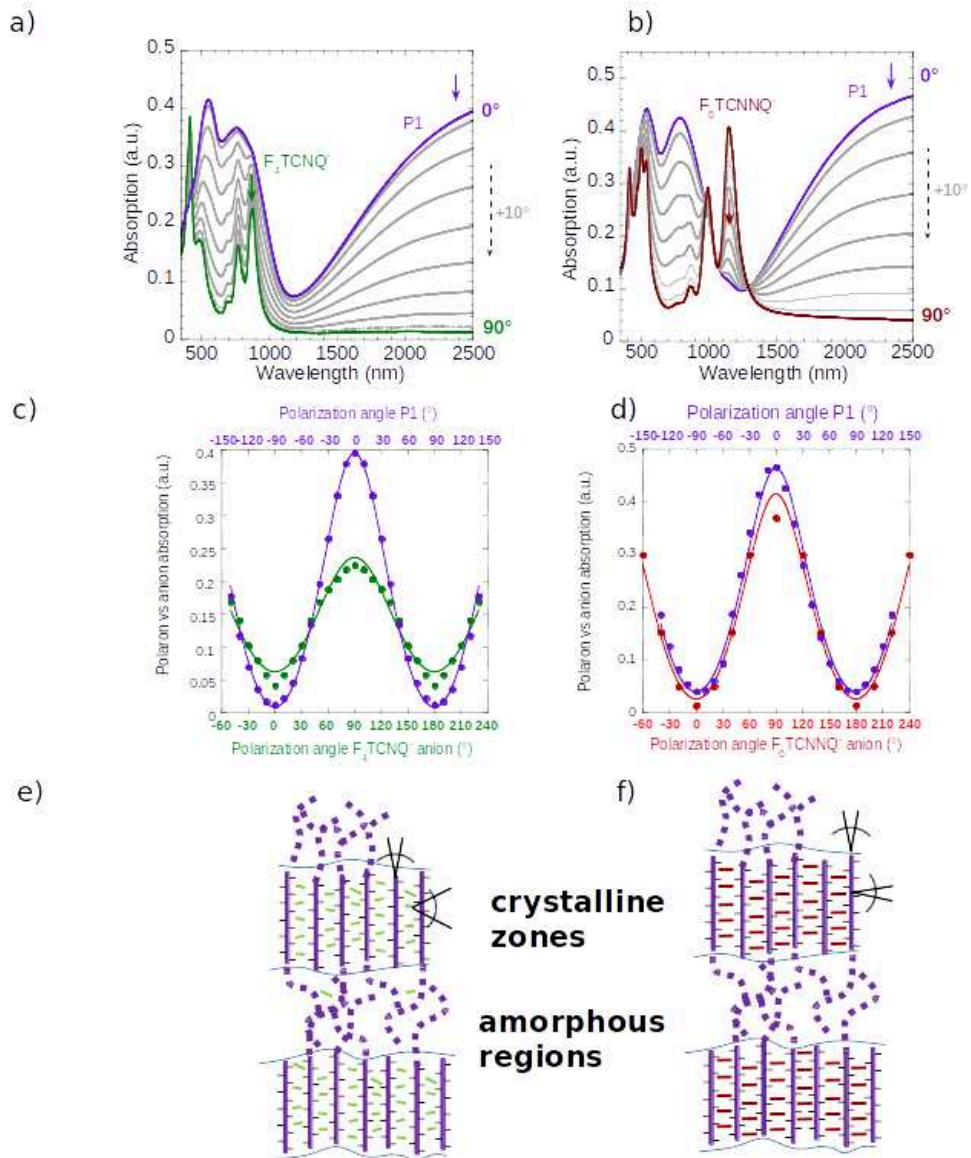 a)
0.5
0.4
0.3
0.2
0.1
0
Absorption (a.u.)
P1
0°
F4TCNQ-
+10°
90°
500 1000 1500 2000 2500
Wavelength (nm)
b)
0.5
0.4
0.3
0.2
0.1
0
Absorption (a.u.)
F6TCNNQ-
P1
0°
+10°
90°
500 1000 1500 2000 2500
Wavelength (nm)
c)
Polarization angle P1 (°)
-150 -120 -90 -60 -30 0 30 60 90 120 150
0.4
0.35
0.3
0.25
0.2
0.15
0.1
0.05
0
Polaron vs anion absorption (a.u.)
-60 -30 0 30 60 90 120 150 180 210 240
Polarization angle F4TCNQ- anion (°)
d)
Polarization angle P1 (°)
-150 -120 -90 -60 -30 0 30 60 90 120 150
0.5
0.4
0.3
0.2
0.1
0
Polaron vs anion absorption (a.u.)
-60 -30 0 30 60 90 120 150 180 210 240
Polarization angle F6TCNNQ- anion (°)
e)
f)
crystalline
zones
amorphous
regions